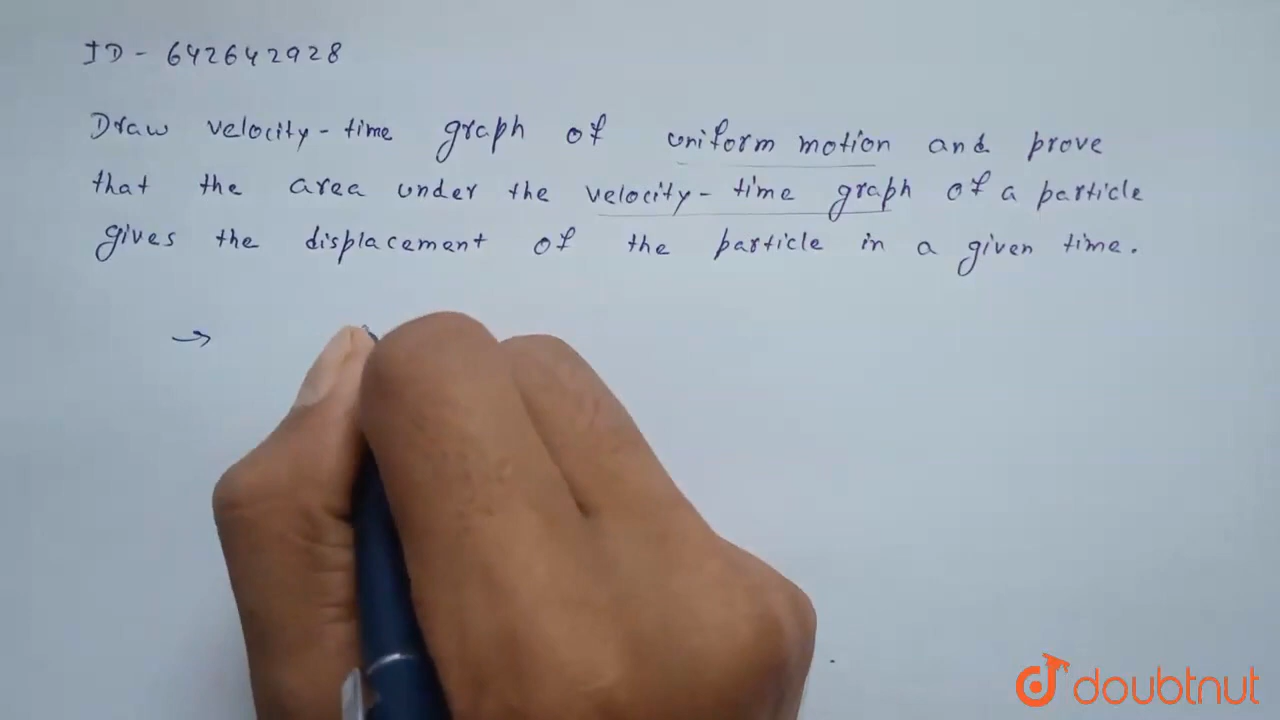 ID - 642642928
Draw velocity-time graph of uniform motion and prove
that the area under the velocity-time graph of a particle
gives the displacement of the particle in a given time.
→
doubtnut